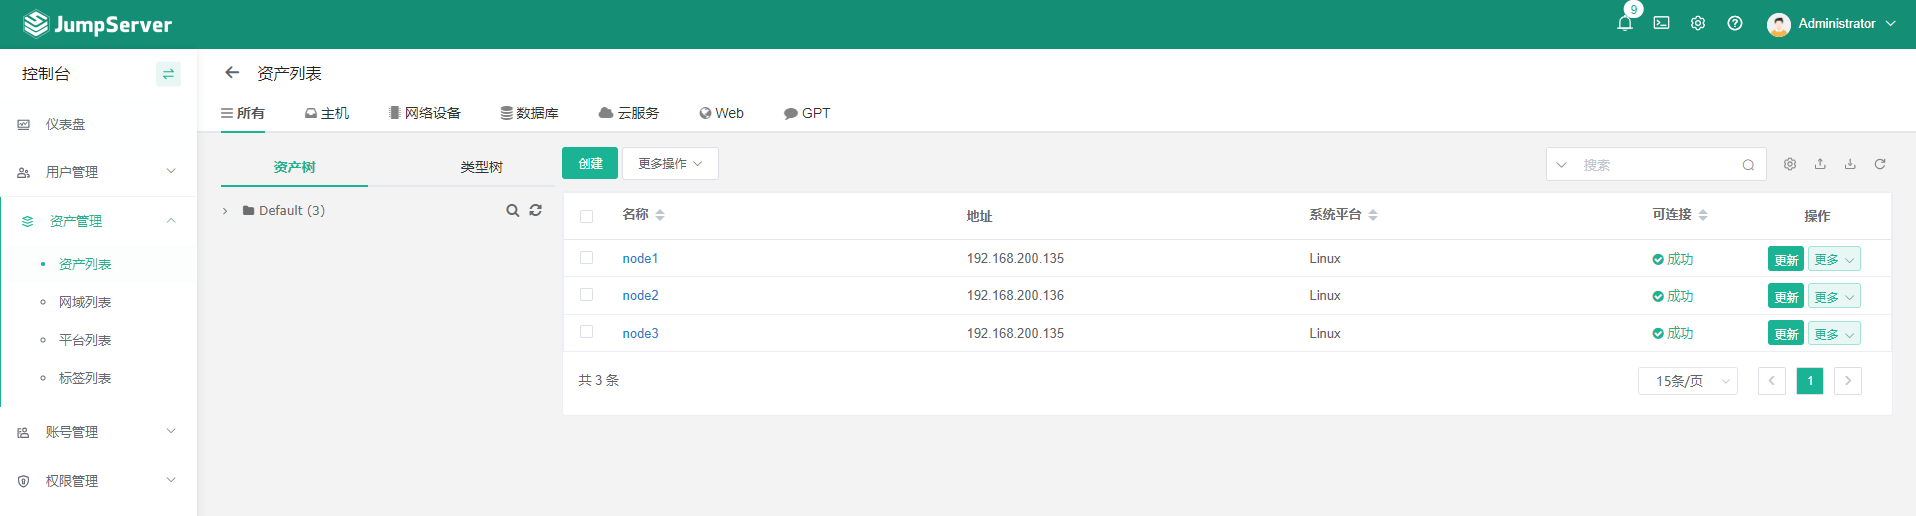 JumpServer
9
Administrator
控制台
仪表盘
用户管理
资产管理
资产列表
网域列表
平台列表
标签列表
账号管理
权限管理
资产列表
所有 主机 网络设备 数据库 云服务 Web GPT
资产树 类型树
Default (3)
创建 更多操作 搜索
名称 地址 系统平台 可连接 操作
node1 192.168.200.135 Linux 成功 更新 更多
node2 192.168.200.136 Linux 成功 更新 更多
node3 192.168.200.135 Linux 成功 更新 更多
共 3 条 15条/页 1